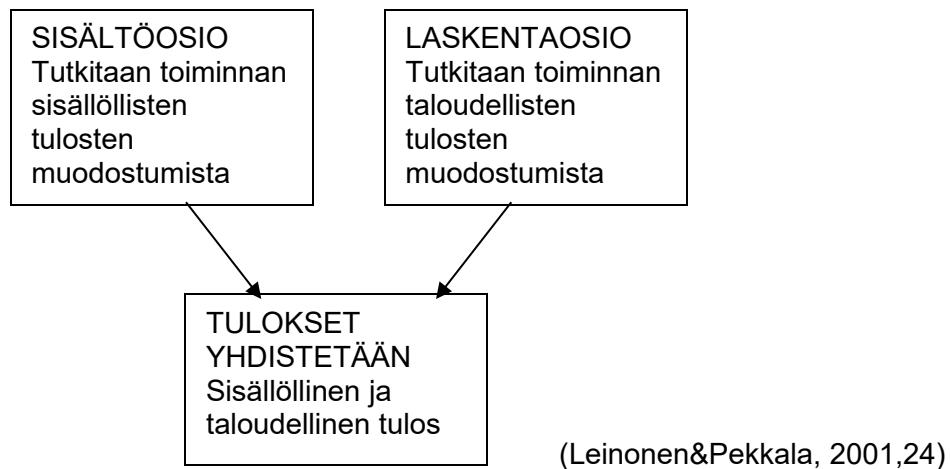 SISÄLTÖOSIO
Tutkitaan toiminnan
sisällöllisten
tulosten
muodostumista
LASKENTAOSIO
Tutkitaan toiminnan
taloudellisten
tulosten
muodostumista
TULOKSET
YHDISTETÄÄN
Sisällöllinen ja
taloudellinen tulos
(Leinonen&Pekkala, 2001,24)